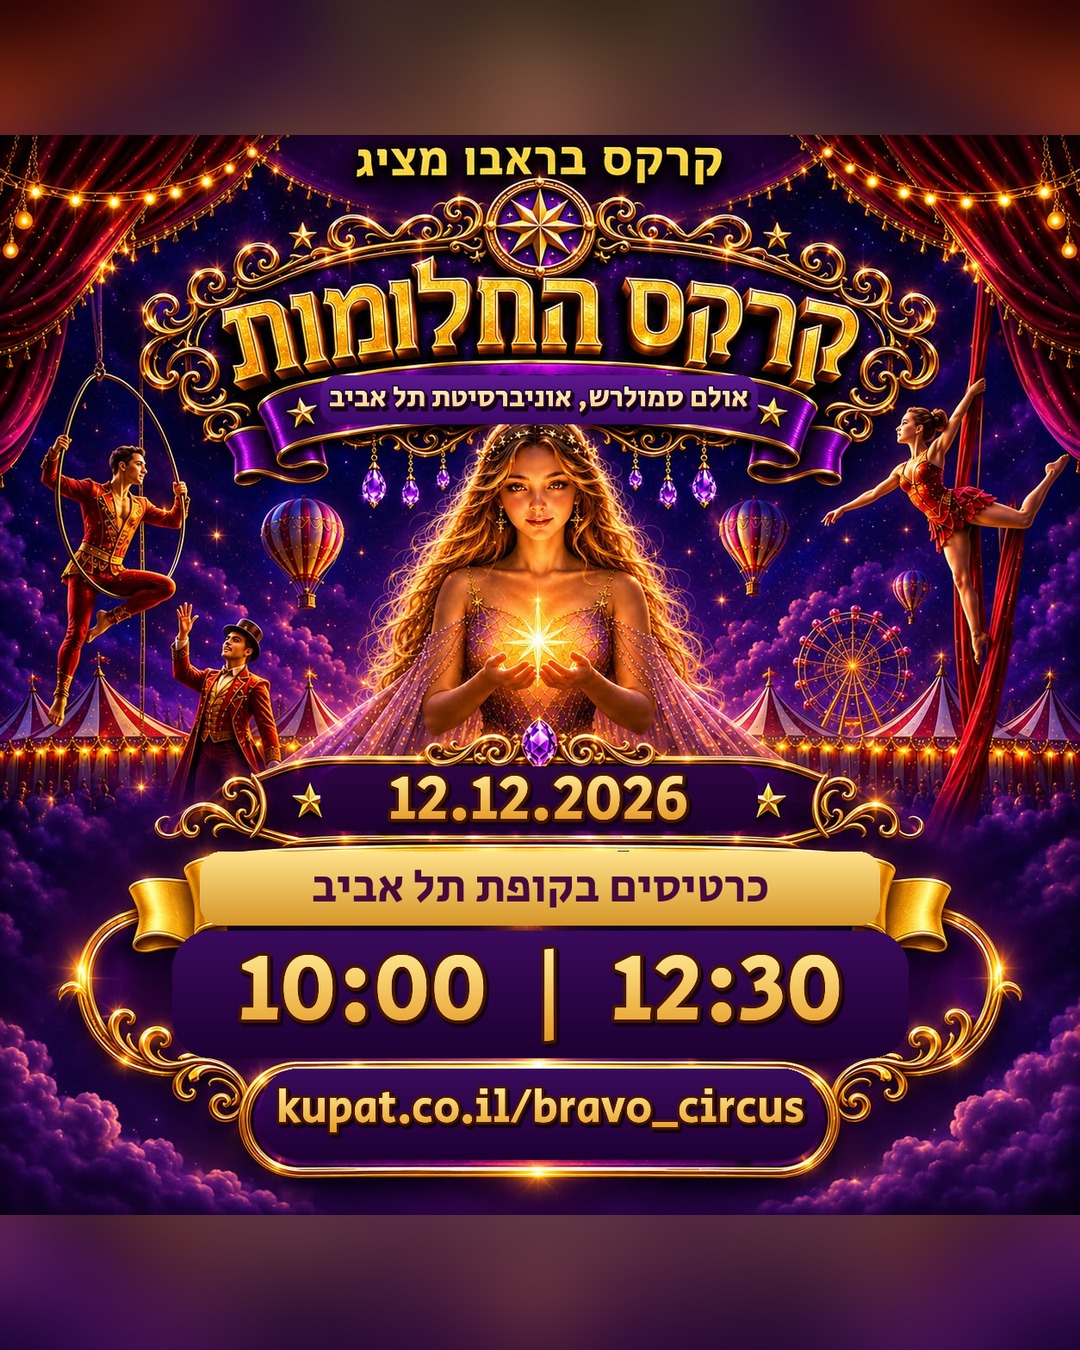 קרקס בראבו מציג
קרקס החלומות
אולם סמולרש, אוניברסיטת תל אביב
12.12.2026
כרטיסים בקופת תל אביב
10:00 | 12:30
kupat.co.il/bravo_circus